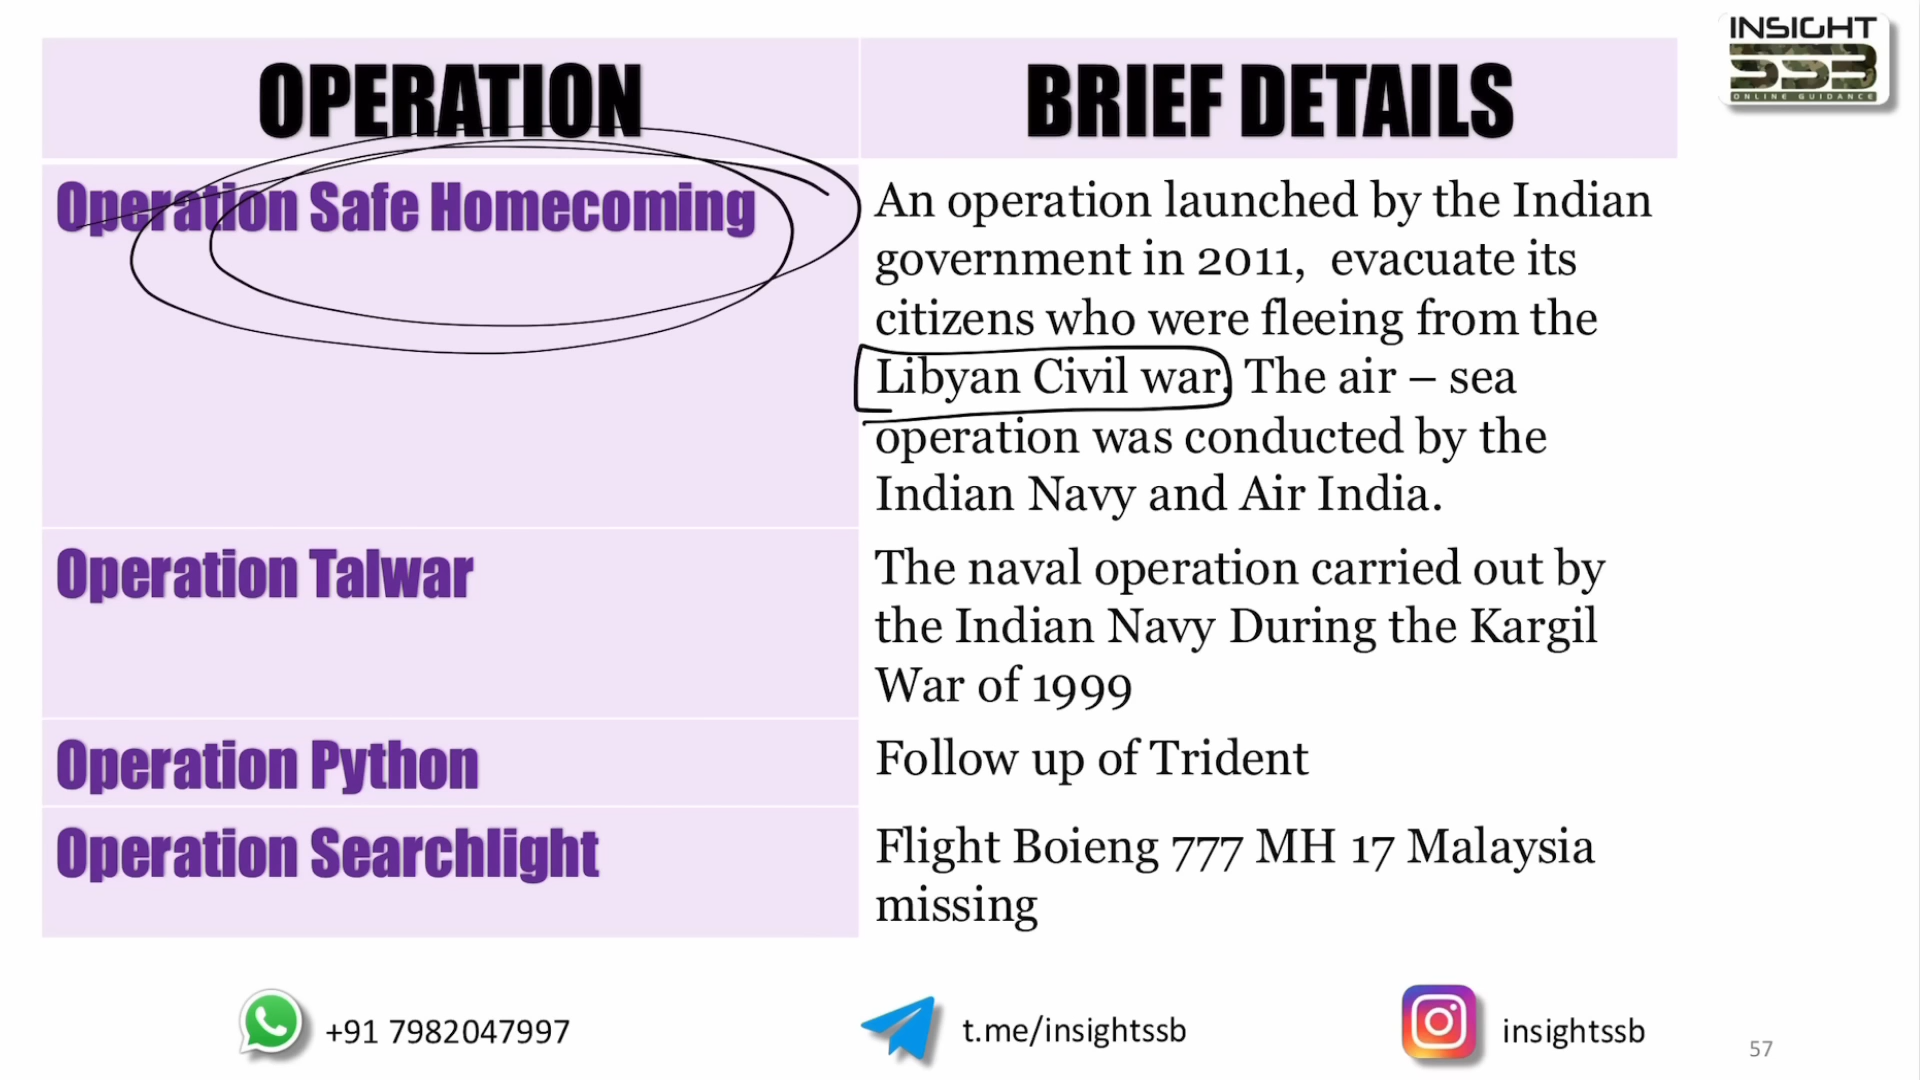 INSIGHT
SSB
ONLINE GUIDANCE
OPERATION
BRIEF DETAILS
Operation Safe Homecoming
An operation launched by the Indian
government in 2011, evacuate its
citizens who were fleeing from the
Libyan Civil war. The air – sea
operation was conducted by the
Indian Navy and Air India.
Operation Talwar
The naval operation carried out by
the Indian Navy During the Kargil
War of 1999
Operation Python
Follow up of Trident
Operation Searchlight
Flight Boieng 777 MH 17 Malaysia
missing
+91 7982047997
t.me/insightssb
insightssb
57